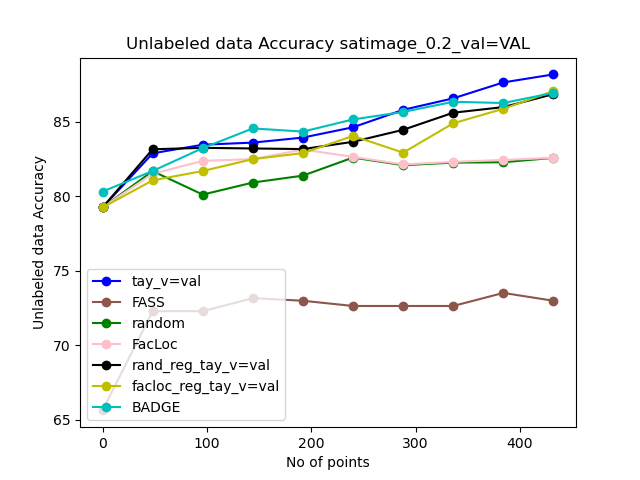 Unlabeled data Accuracy satimage_0.2_val=VAL
Unlabeled data Accuracy
85
80
75
70
65
tay_v=val
FASS
random
FacLoc
rand_reg_tay_v=val
facloc_reg_tay_v=val
BADGE
0 100 200 300 400
No of points